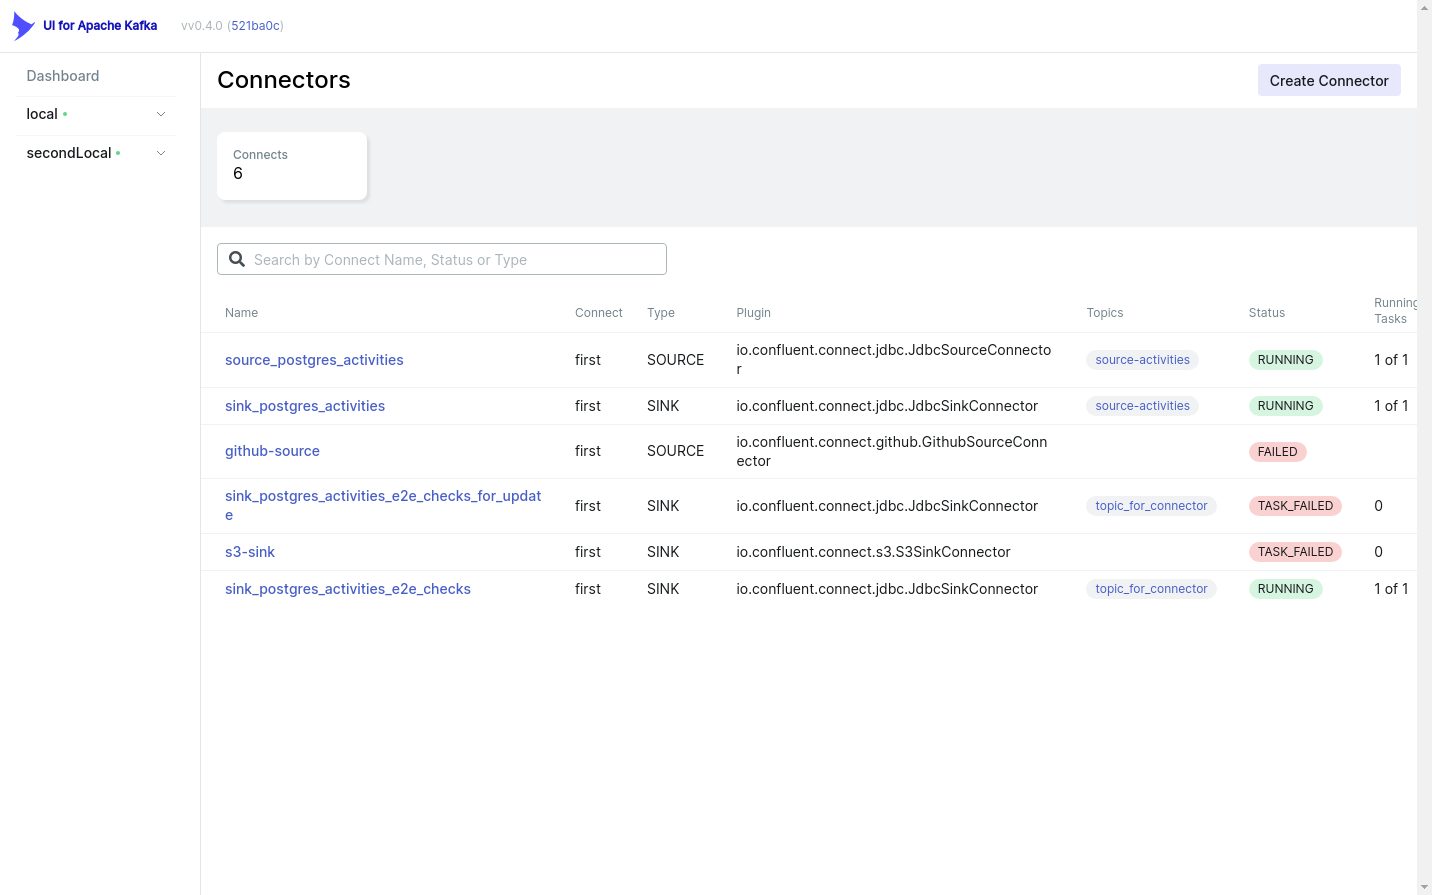 UI for Apache Kafka vv0.4.0 (521ba0c)
Dashboard
local
secondLocal
Connectors
Create Connector
Connects
6
Search by Connect Name, Status or Type
Name Connect Type Plugin Topics Status Running
Tasks
source_postgres_activities first SOURCE io.confluent.connect.jdbc.JdbcSourceConnecto
r source-activities RUNNING 1 of 1
sink_postgres_activities first SINK io.confluent.connect.jdbc.JdbcSinkConnector source-activities RUNNING 1 of 1
github-source first SOURCE io.confluent.connect.github.GithubSourceConn
ector FAILED
sink_postgres_activities_e2e_checks_for_updat
e first SINK io.confluent.connect.jdbc.JdbcSinkConnector topic_for_connector TASK_FAILED 0
s3-sink first SINK io.confluent.connect.s3.S3SinkConnector TASK_FAILED 0
sink_postgres_activities_e2e_checks first SINK io.confluent.connect.jdbc.JdbcSinkConnector topic_for_connector RUNNING 1 of 1